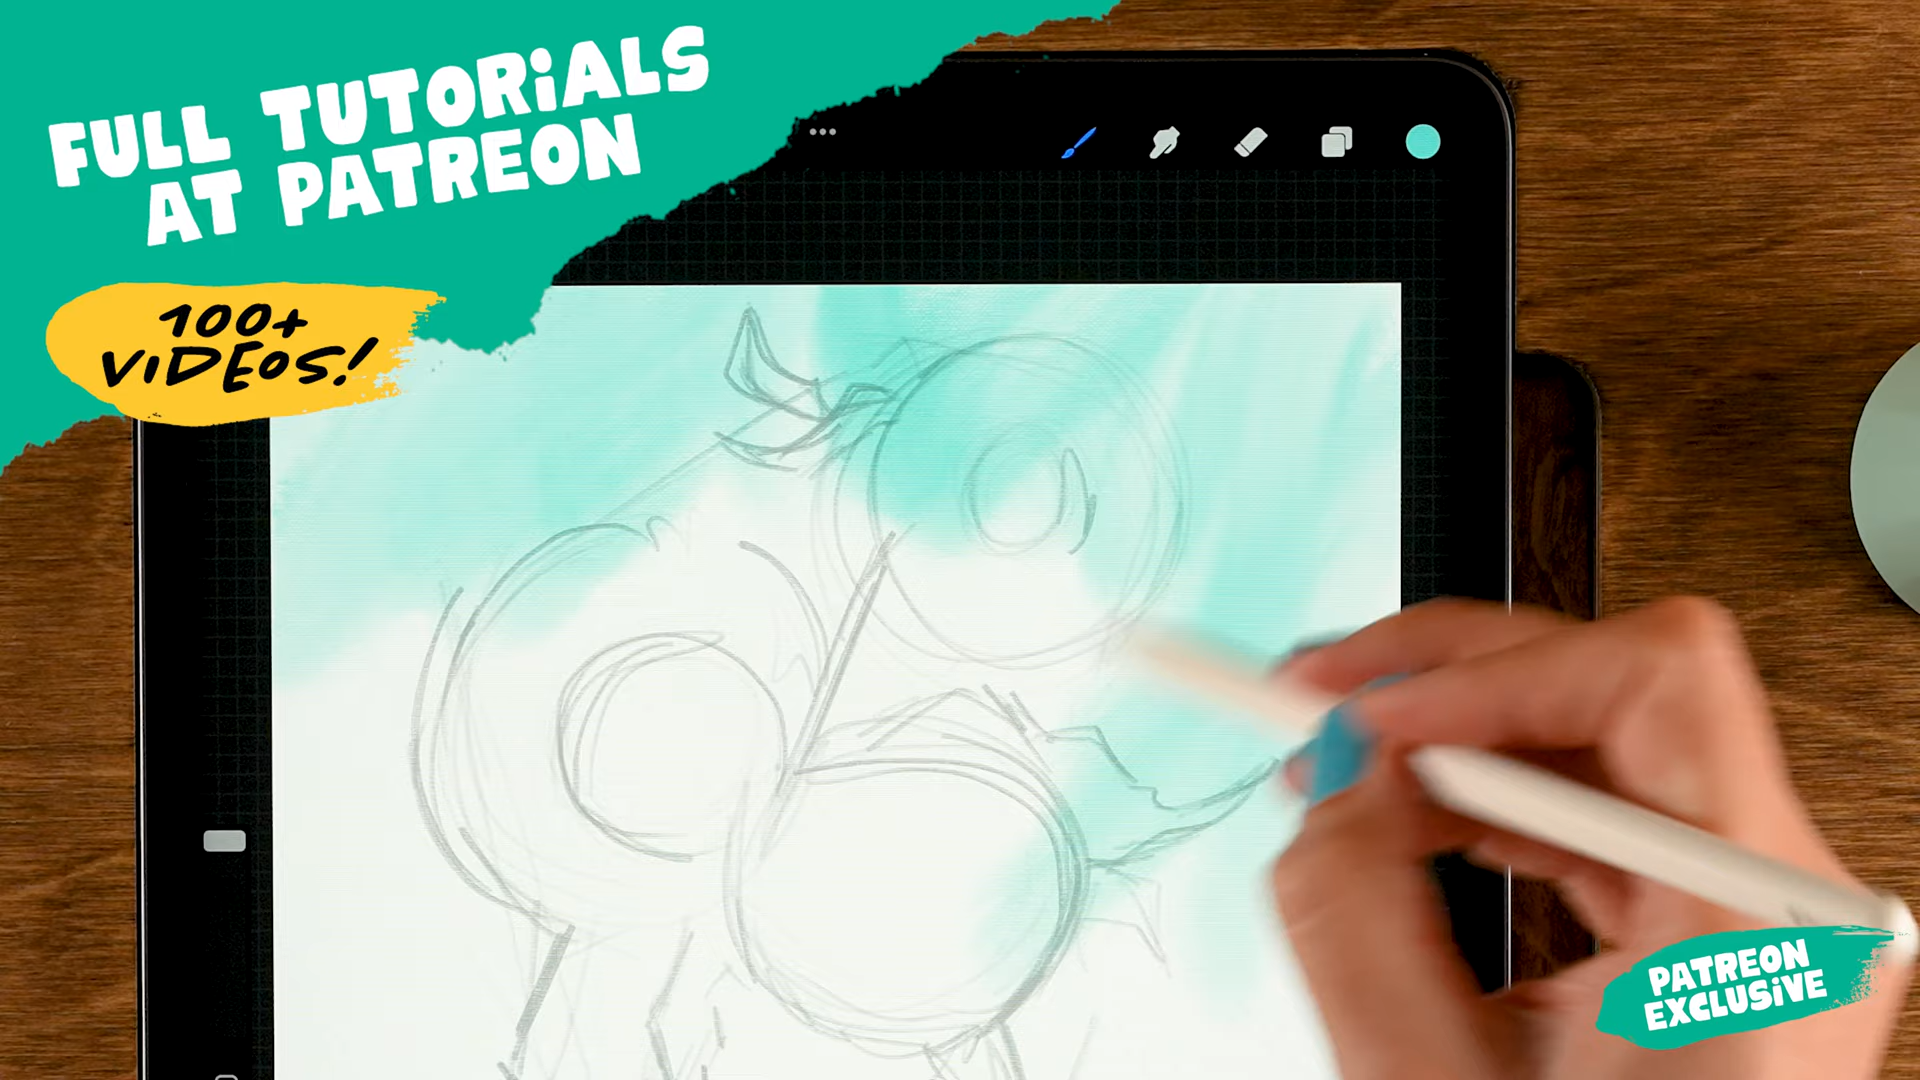 FULL TUTORiALS
AT PATREON
100+
ViDEoS!
PATREON
EXCLUSiVE